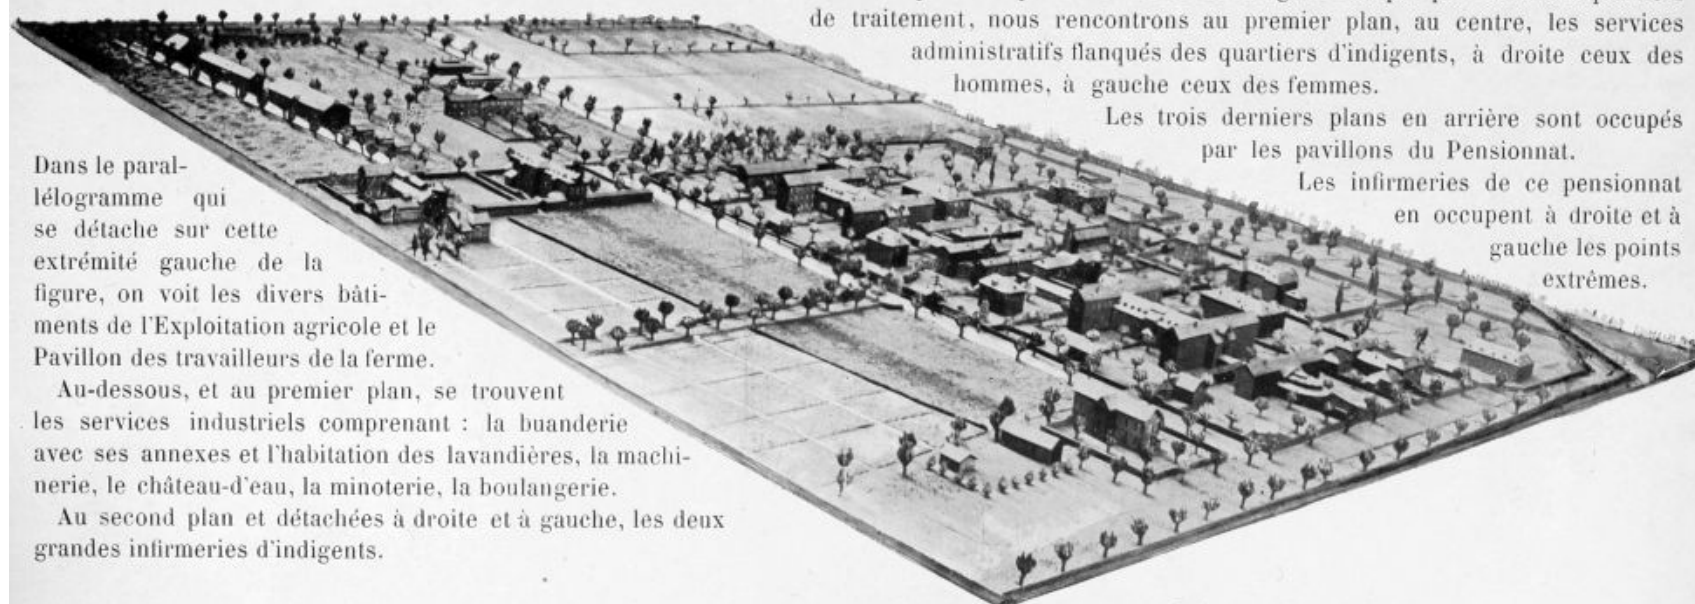 Dans le paral-
lélogramme qui
se détache sur cette
extrémité gauche de la
figure, on voit les divers bâti-
ments de l'Exploitation agricole et le
Pavillon des travailleurs de la ferme.
Au-dessous, et au premier plan, se trouvent
les services industriels comprenant : la buanderie
avec ses annexes et l'habitation des lavandières, la machi-
nerie, le château-d'eau, la minoterie, la boulangerie.
Au second plan et détachées à droite et à gauche, les deux
grandes infirmeries d'indigents.
de traitement, nous rencontrons au premier plan, au centre, les services
administratifs flanqués des quartiers d'indigents, à droite ceux des
hommes, à gauche ceux des femmes.
Les trois derniers plans en arrière sont occupés
par les pavillons du Pensionnat.
Les infirmeries de ce pensionnat
en occupent à droite et à
gauche les points
extrêmes.